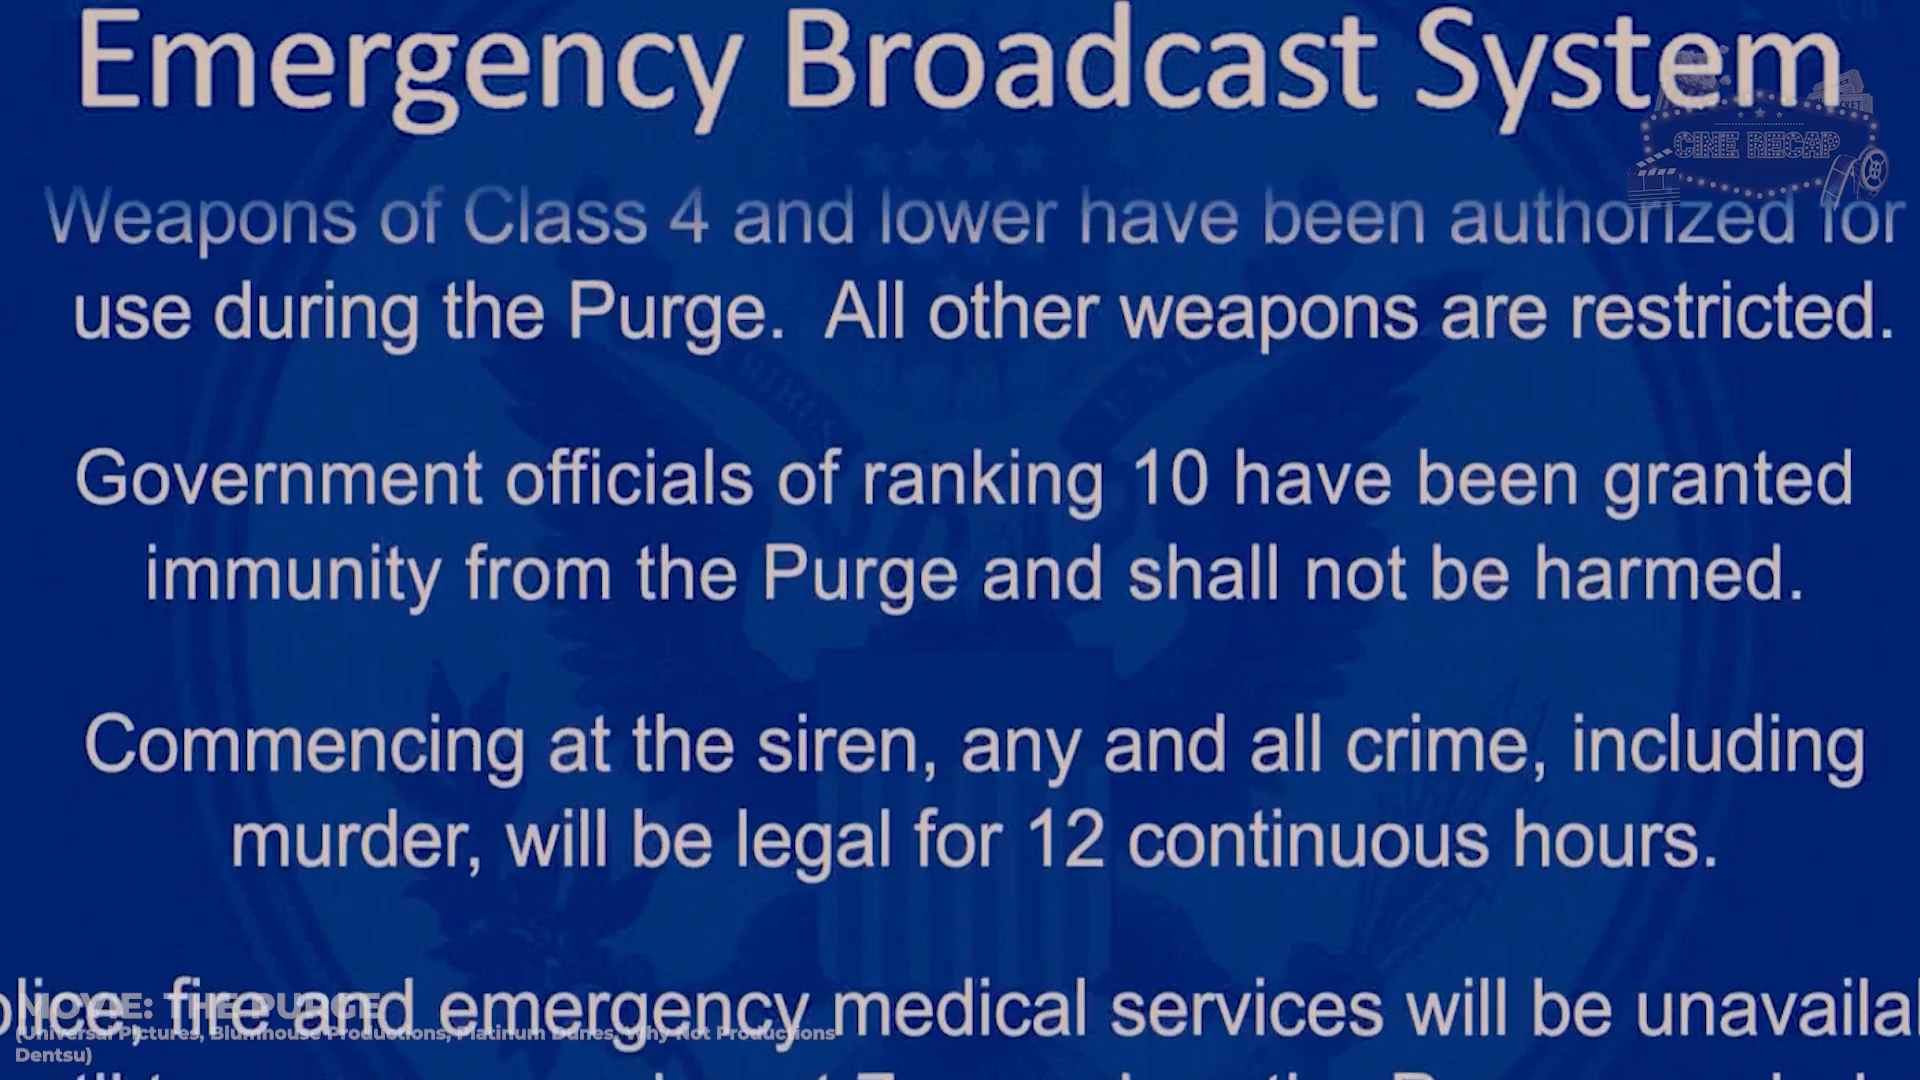 Emergency Broadcast System
CINE RECAP
Weapons of Class 4 and lower have been authorized for
use during the Purge.  All other weapons are restricted.
Government officials of ranking 10 have been granted
immunity from the Purge and shall not be harmed.
Commencing at the siren, any and all crime, including
murder, will be legal for 12 continuous hours.
fire and emergency medical services will be
MOVIE: THE PURGE
(Universal Pictures, Blumhouse Productions, Platinum Dunes, Why Not Productions
Dentsu)